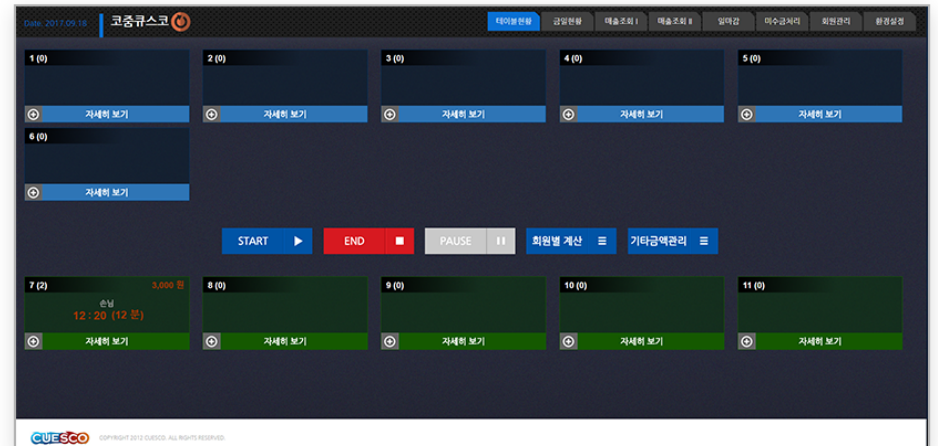 Date. 2017.09.18 코줌큐스코 테이블현황 금일현황 매출조회 I 매출조회 II 일마감 미수금처리 회원관리 환경설정
1 (0) 2 (0) 3 (0) 4 (0) 5 (0)
자세히 보기 자세히 보기 자세히 보기 자세히 보기 자세히 보기
6 (0)
자세히 보기
START END PAUSE 회원별 계산 기타금액관리
7 (2) 3,000 원 8 (0) 9 (0) 10 (0) 11 (0)
손님
12 : 20 (12 분)
자세히 보기 자세히 보기 자세히 보기 자세히 보기 자세히 보기
CUESCO COPYRIGHT 2012 CUESCO. ALL RIGHTS RESERVED.